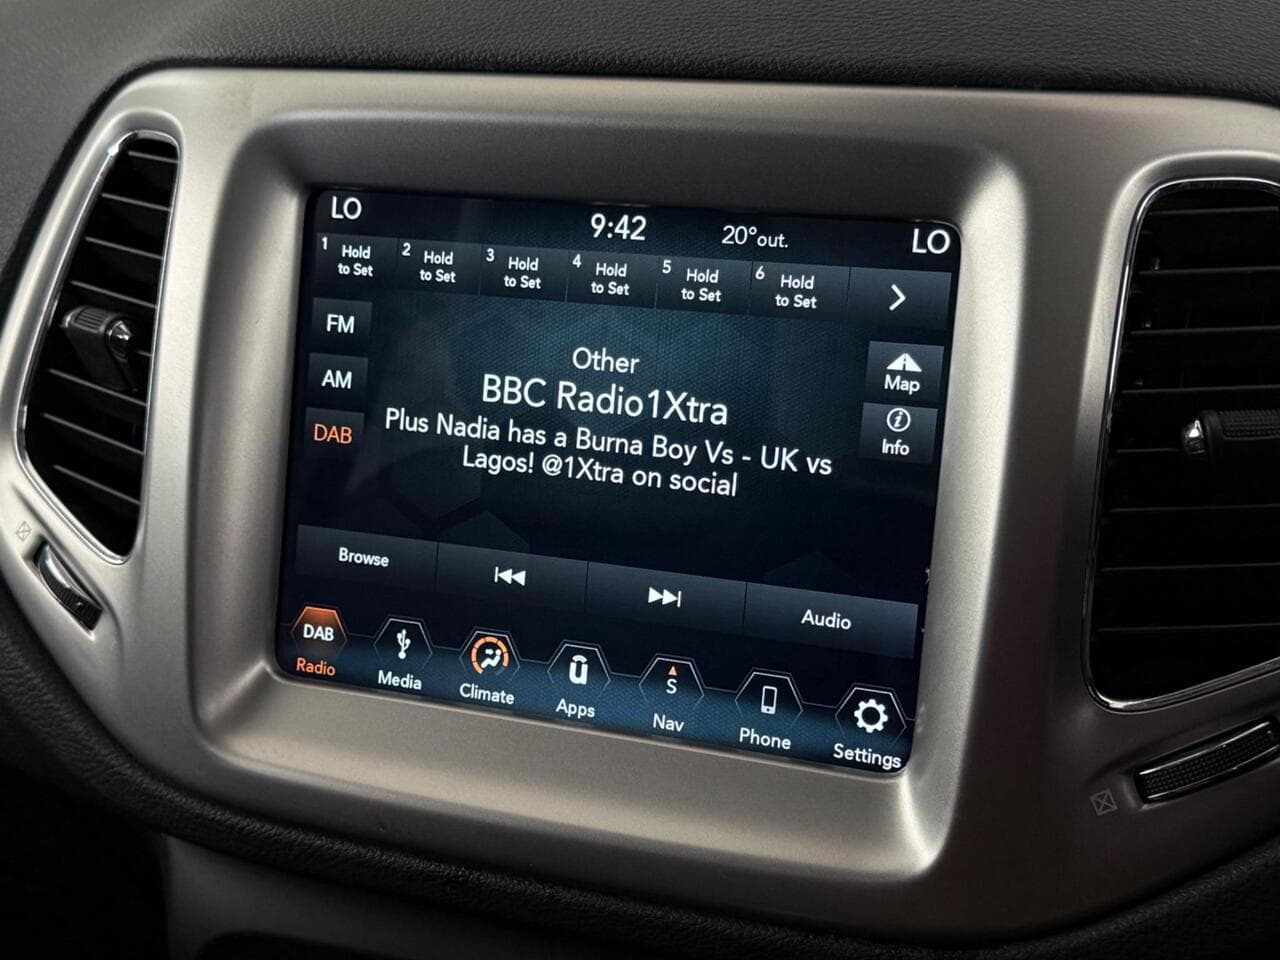 LO
9:42
20°out.
LO
1 Hold
to Set
2 Hold
to Set
3 Hold
to Set
4 Hold
to Set
5 Hold
to Set
6 Hold
to Set
FM
AM
DAB
Other
BBC Radio1Xtra
Plus Nadia has a Burna Boy Vs - UK vs
Lagos! @1Xtra on social
Map
Info
Browse
Audio
DAB
Radio
Media
Climate
Apps
S
Nav
Phone
Settings